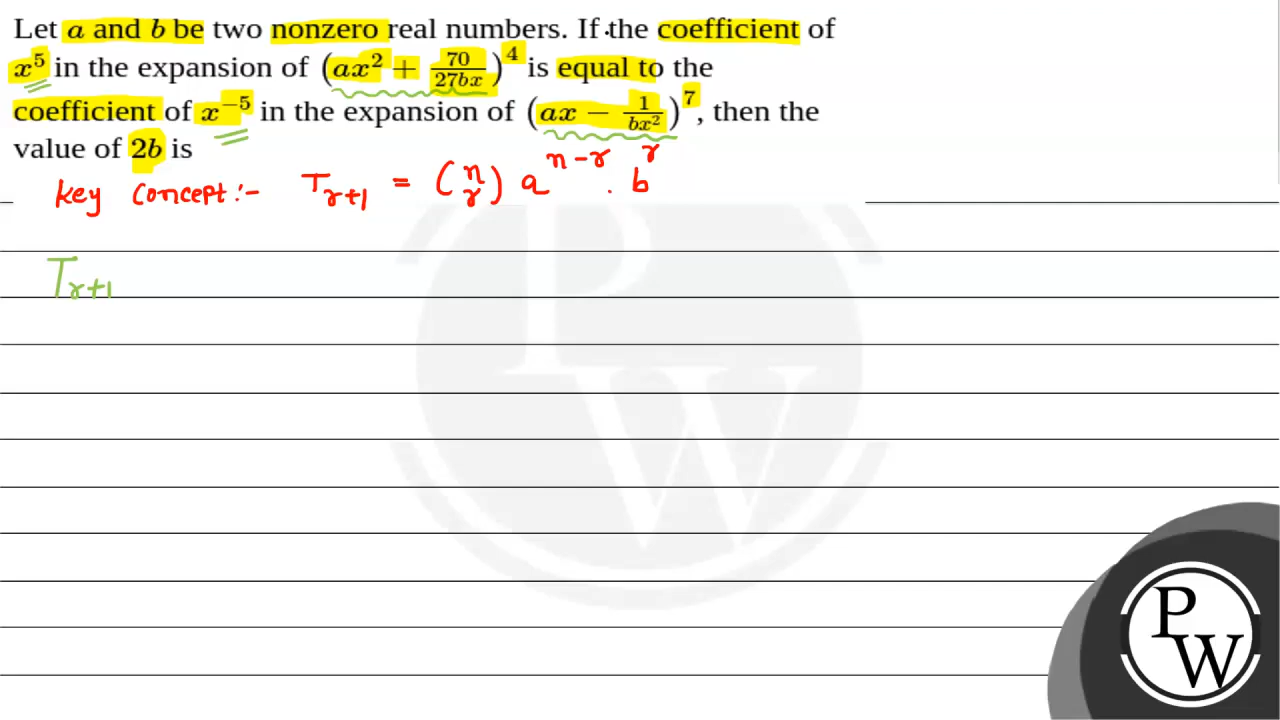 Let a and b be two nonzero real numbers. If the coefficient of
x^5 in the expansion of (ax^2 + 70/(27bx))^4 is equal to the
coefficient of x^{-5} in the expansion of (ax − 1/(bx^2))^7, then the
value of 2b is
Key Concept :- T_{r+1} = (n r) a^{n-r} . b^r
T_{r+1}
P
W
P
W